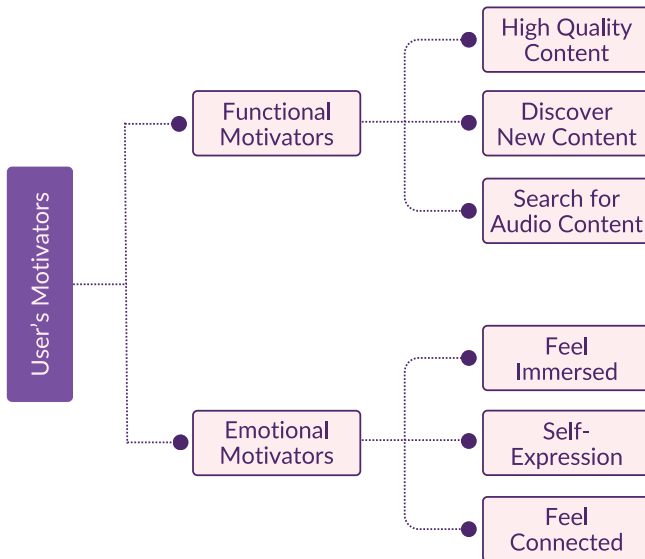 User's Motivators
Functional
Motivators
High Quality
Content
Discover
New Content
Search for
Audio Content
Emotional
Motivators
Feel
Immersed
Self-
Expression
Feel
Connected